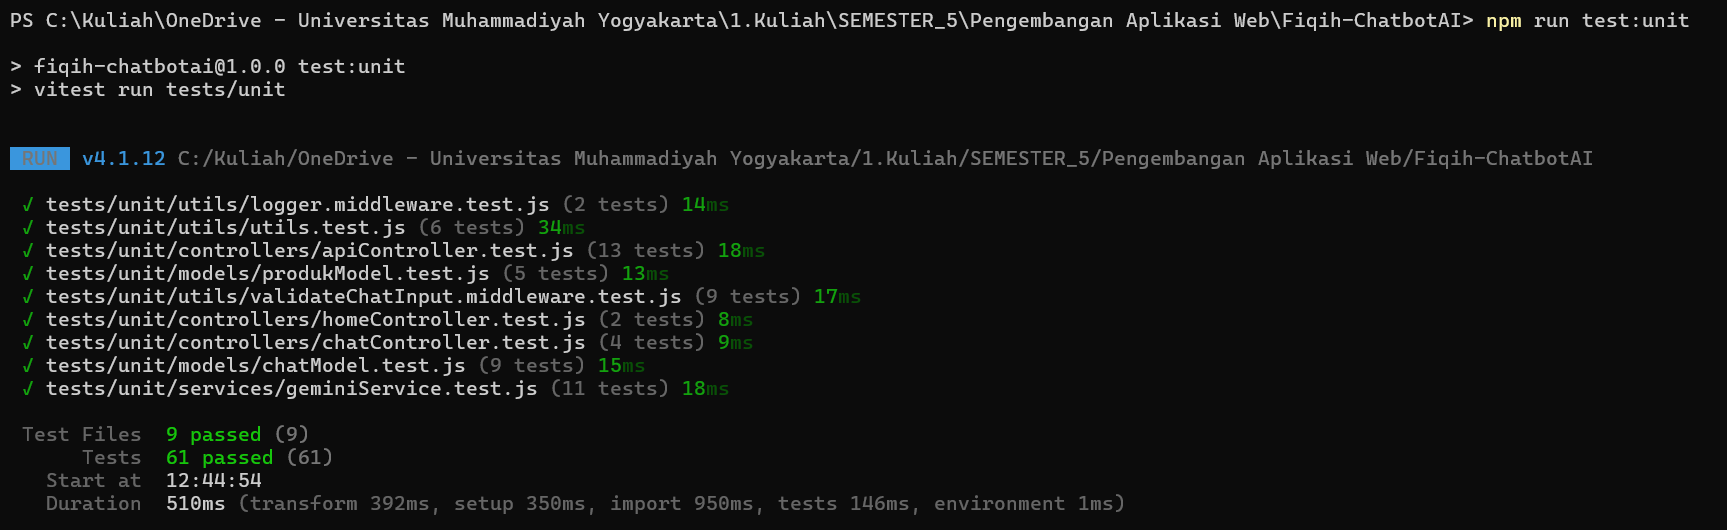 PS C:\Kuliah\OneDrive - Universitas Muhammadiyah Yogyakarta\1.Kuliah\SEMESTER_5\Pengembangan Aplikasi Web\Fiqih-ChatbotAI> npm run test:unit
> fiqih-chatbotai@1.0.0 test:unit
> vitest run tests/unit
RUN v4.1.12 C:/Kuliah/OneDrive - Universitas Muhammadiyah Yogyakarta/1.Kuliah/SEMESTER_5/Pengembangan Aplikasi Web/Fiqih-ChatbotAI
√ tests/unit/utils/logger.middleware.test.js (2 tests) 14ms
√ tests/unit/utils/utils.test.js (6 tests) 34ms
√ tests/unit/controllers/apiController.test.js (13 tests) 18ms
√ tests/unit/models/produkModel.test.js (5 tests) 13ms
√ tests/unit/utils/validateChatInput.middleware.test.js (9 tests) 17ms
√ tests/unit/controllers/homeController.test.js (2 tests) 8ms
√ tests/unit/controllers/chatController.test.js (4 tests) 9ms
√ tests/unit/models/chatModel.test.js (9 tests) 15ms
√ tests/unit/services/geminiService.test.js (11 tests) 18ms
Test Files 9 passed (9)
Tests 61 passed (61)
Start at 12:44:54
Duration 510ms (transform 392ms, setup 350ms, import 950ms, tests 146ms, environment 1ms)